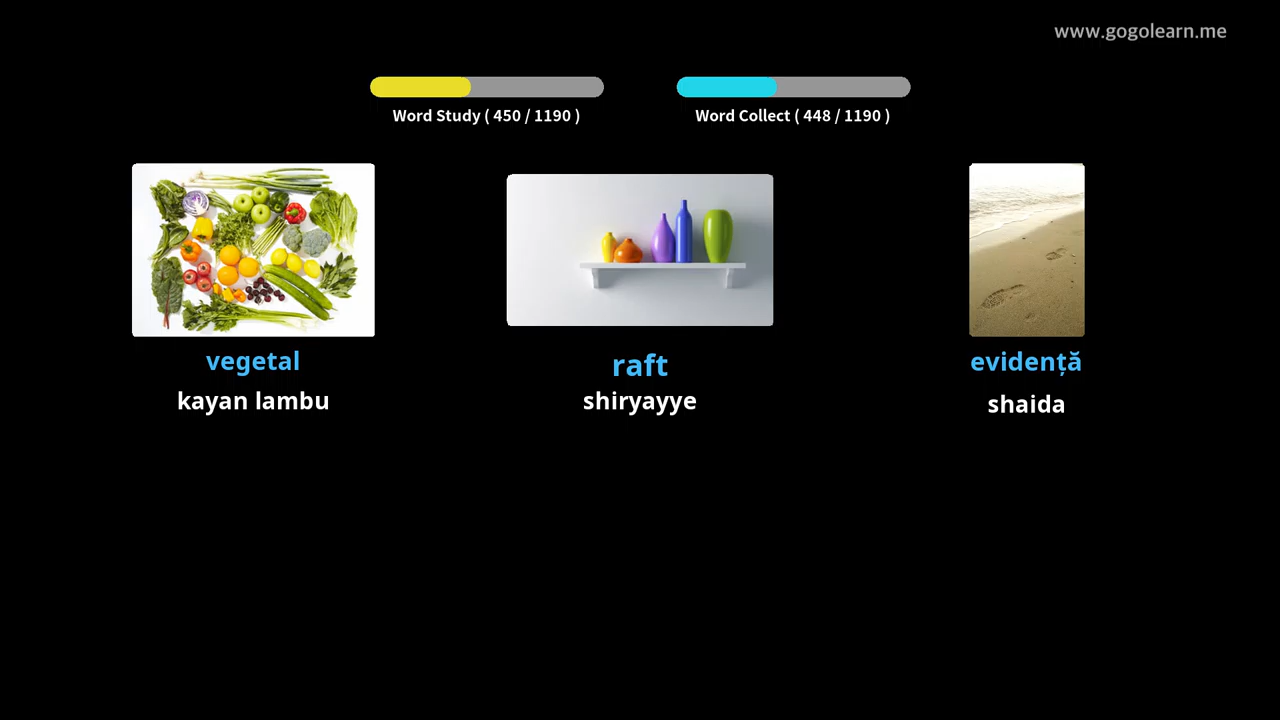 www.gogolearn.me
Word Study ( 450 / 1190 )
Word Collect ( 448 / 1190 )
vegetal
kayan lambu
raft
shiryayye
evidență
shaida